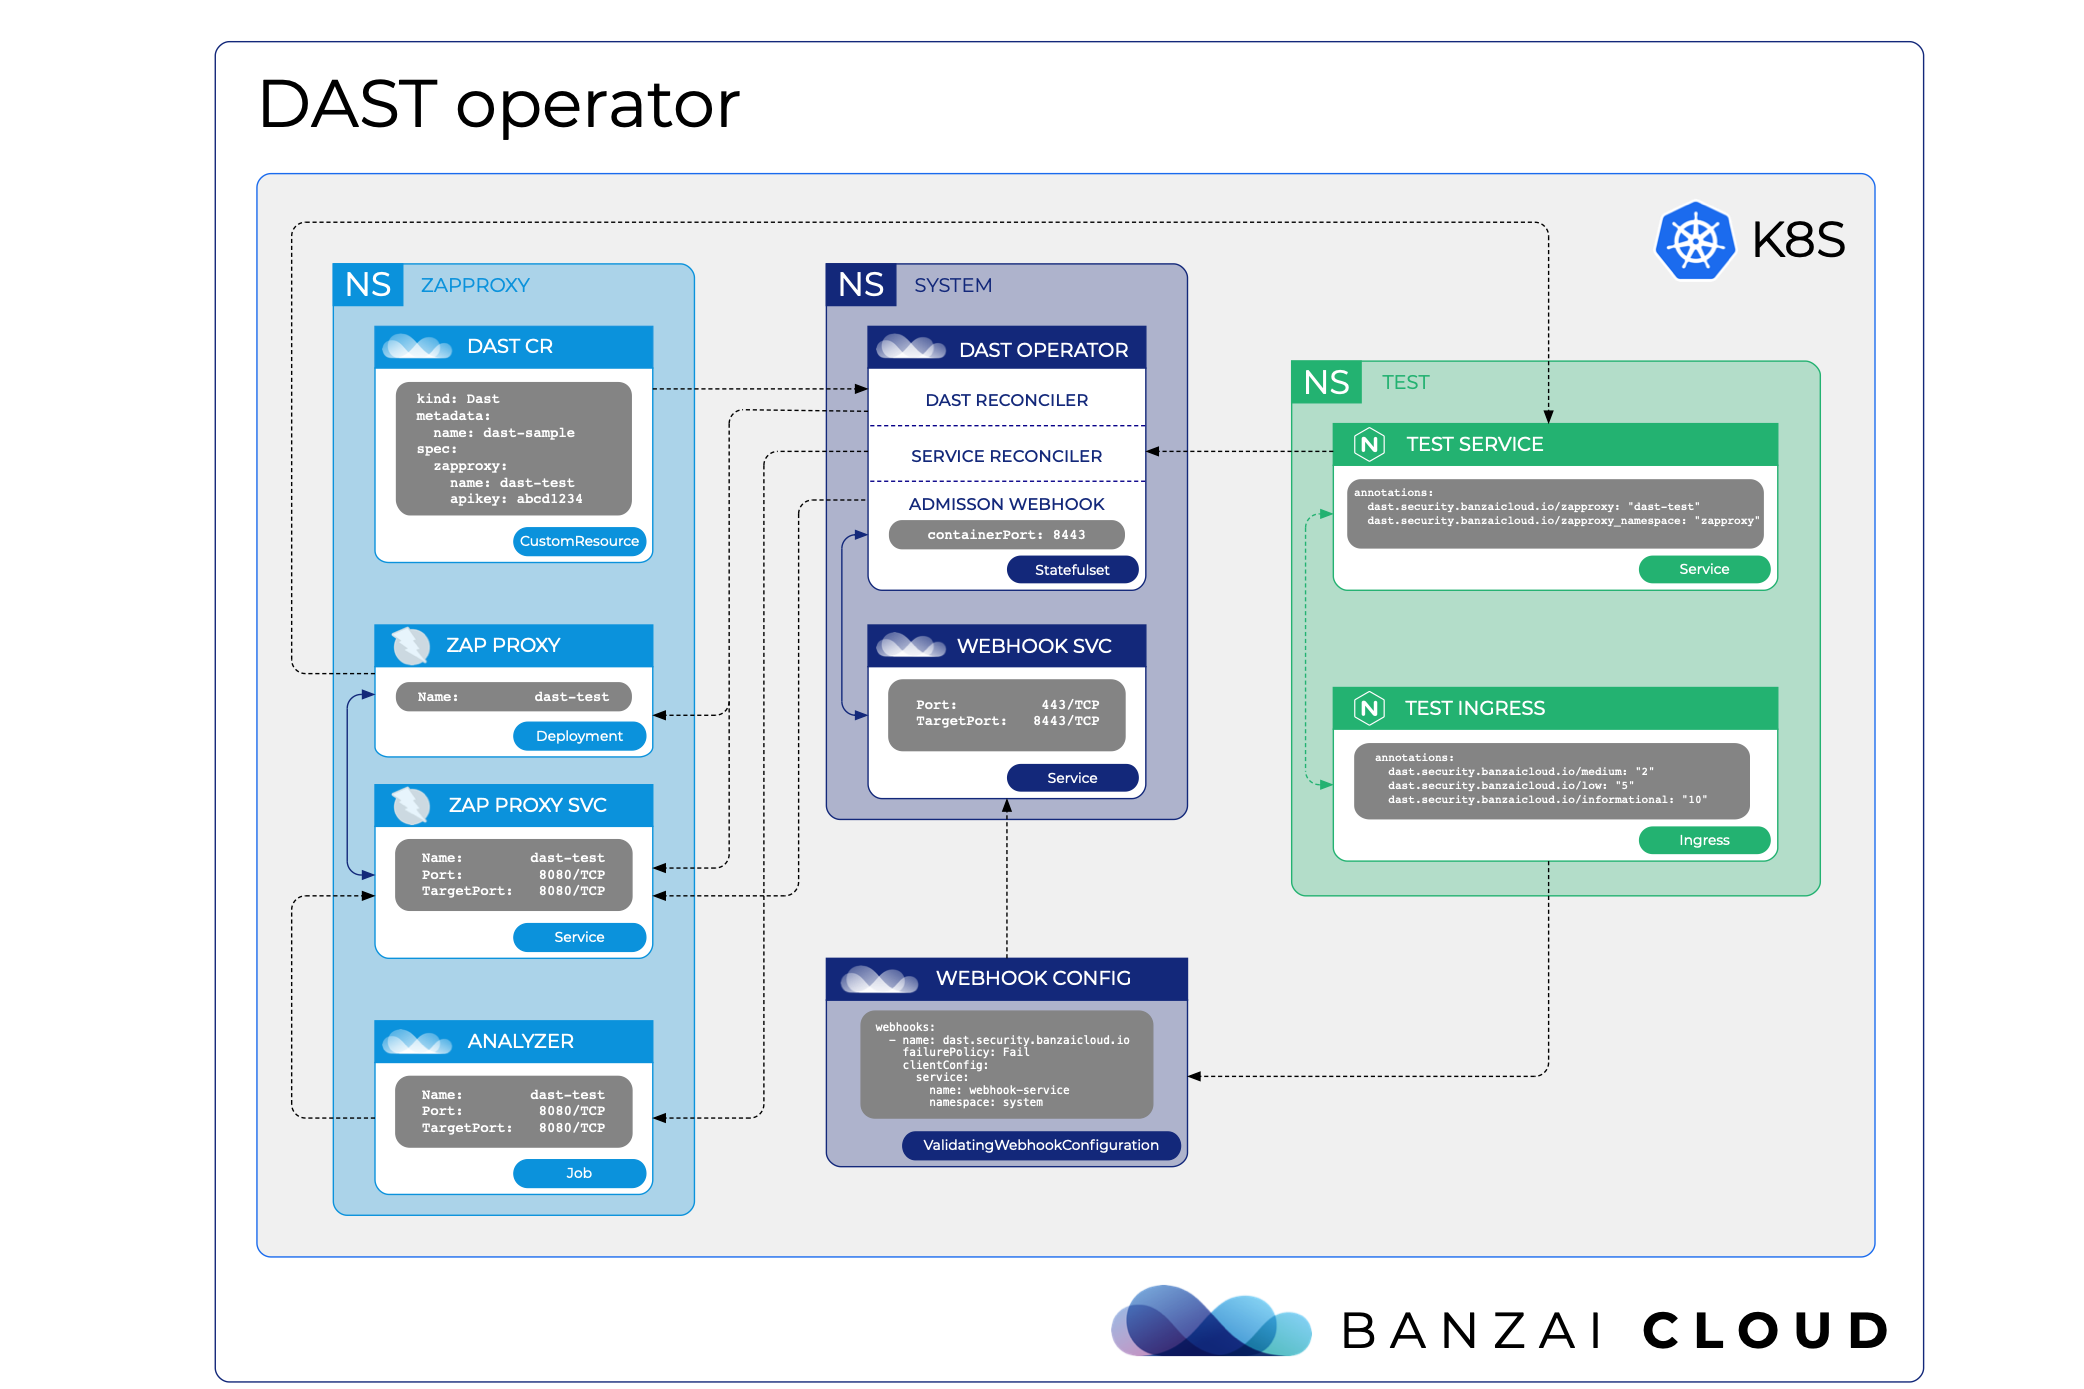 DAST operator
K8S
NS ZAPPROXY
DAST CR
kind: Dast
metadata:
name: dast-sample
spec:
zapproxy:
name: dast-test
apikey: abcd1234
CustomResource
ZAP PROXY
Name: dast-test
Deployment
ZAP PROXY SVC
Name: dast-test
Port: 8080/TCP
TargetPort: 8080/TCP
Service
ANALYZER
Name: dast-test
Port: 8080/TCP
TargetPort: 8080/TCP
Job
NS SYSTEM
DAST OPERATOR
DAST RECONCILER
SERVICE RECONCILER
ADMISSON WEBHOOK
containerPort: 8443
Statefulset
WEBHOOK SVC
Port: 443/TCP
TargetPort: 8443/TCP
Service
WEBHOOK CONFIG
webhooks:
- name: dast.security.banzaicloud.io
failurePolicy: Fail
clientConfig:
service:
name: webhook-service
namespace: system
ValidatingWebhookConfiguration
NS TEST
N TEST SERVICE
annotations:
dast.security.banzaicloud.io/zapproxy: "dast-test"
dast.security.banzaicloud.io/zapproxy_namespace: "zapproxy"
Service
N TEST INGRESS
annotations:
dast.security.banzaicloud.io/medium: "2"
dast.security.banzaicloud.io/low: "5"
dast.security.banzaicloud.io/informational: "10"
Ingress
BANZAI CLOUD